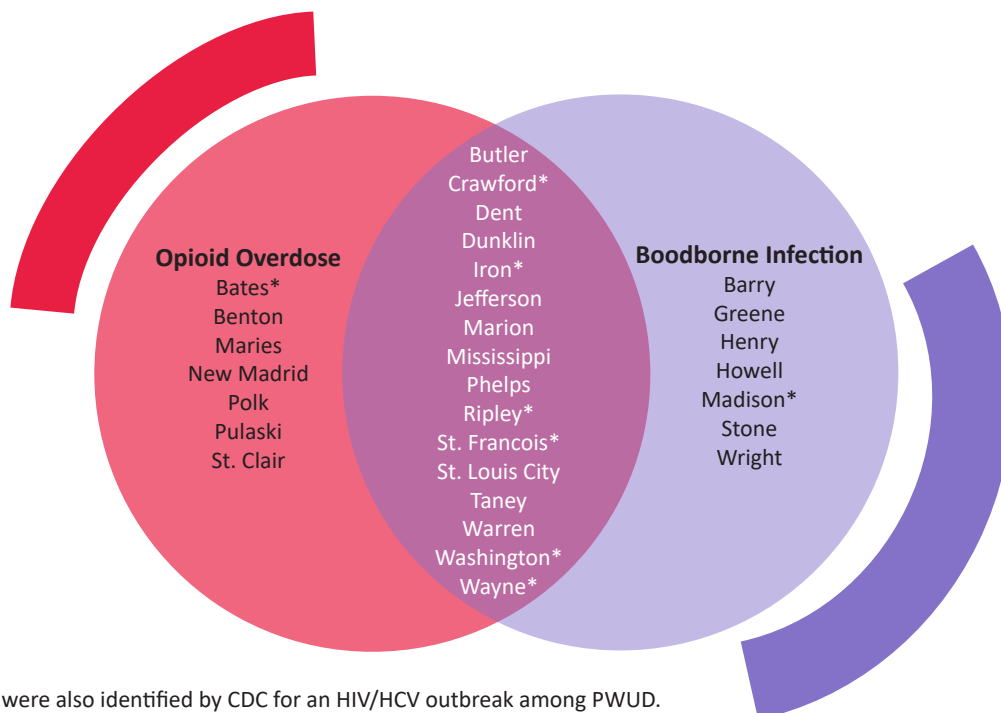 Opioid Overdose
Bates*
Benton
Maries
New Madrid
Polk
Pulaski
St. Clair
Butler
Crawford*
Dent
Dunklin
Iron*
Jefferson
Marion
Mississippi
Phelps
Ripley*
St. Francois*
St. Louis City
Taney
Warren
Washington*
Wayne*
Boodborne Infection
Barry
Greene
Henry
Howell
Madison*
Stone
Wright
were also identified by CDC for an HIV/HCV outbreak among PWUD.